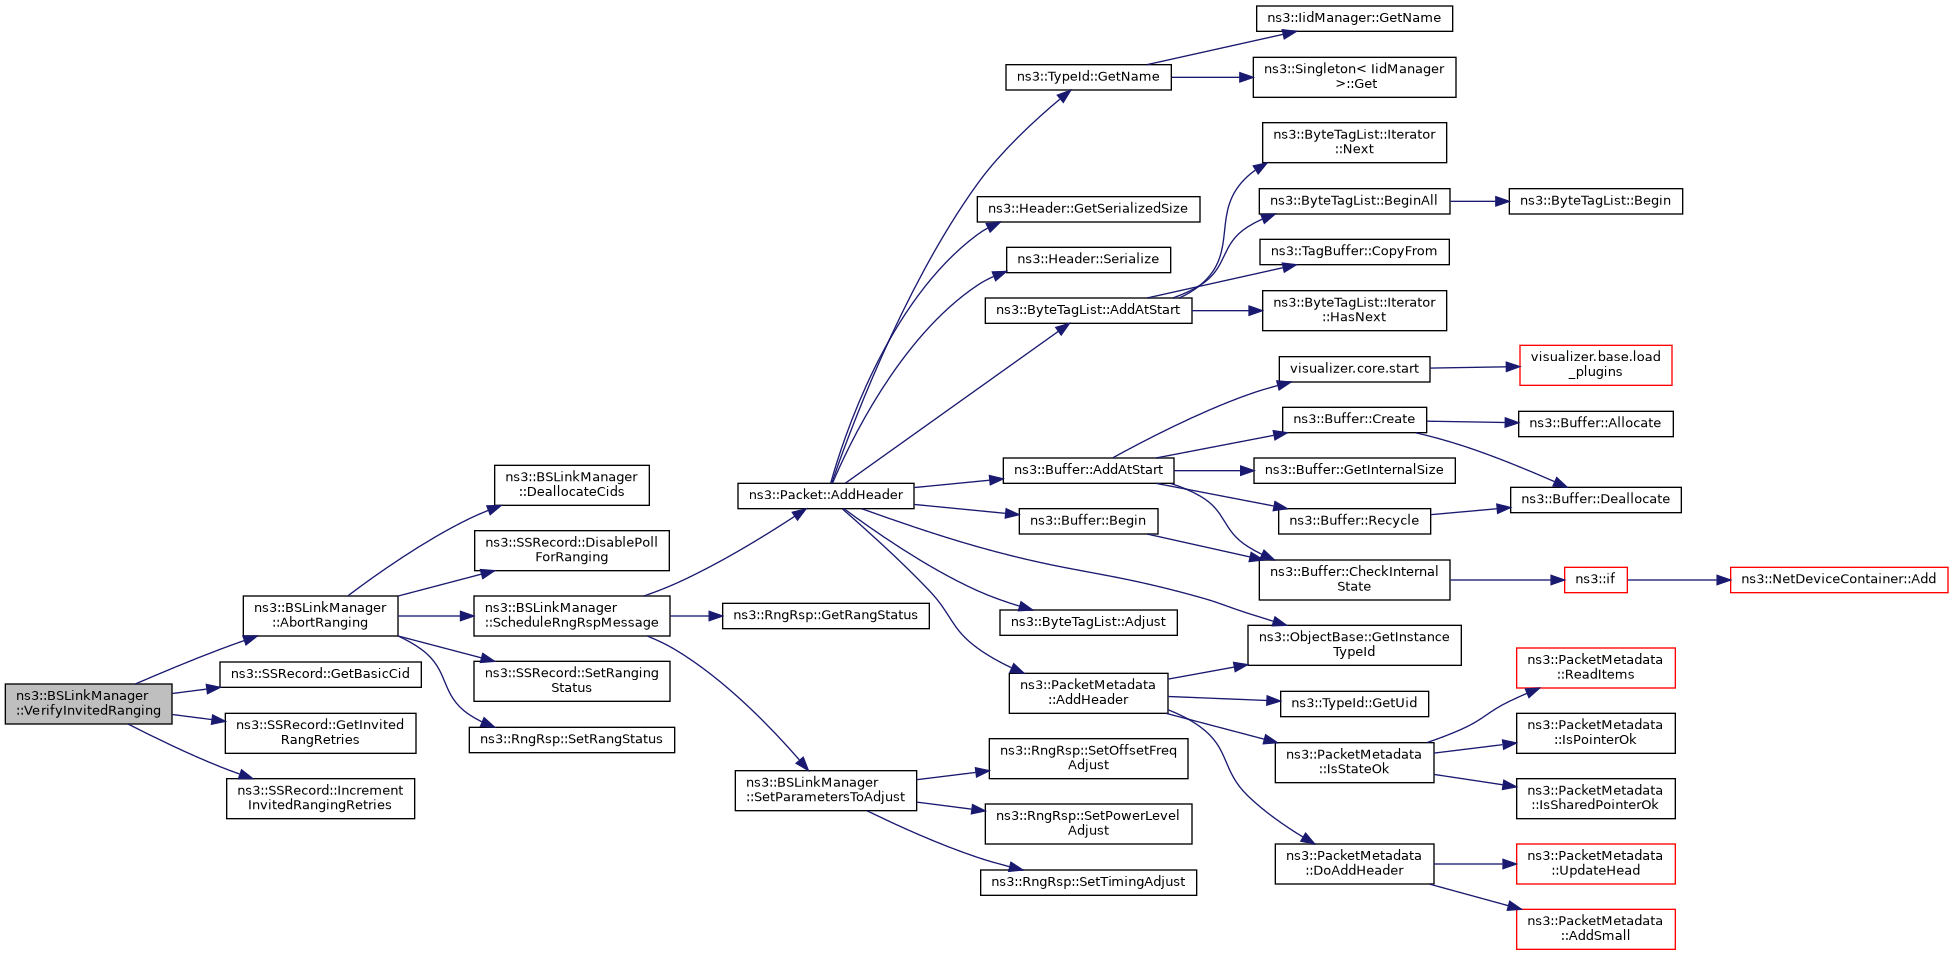 ns3::BSLinkManager
::VerifyInvitedRanging
ns3::BSLinkManager
::AbortRanging
ns3::SSRecord::GetBasicCid
ns3::SSRecord::GetInvited
RangRetries
ns3::SSRecord::Increment
InvitedRangingRetries
ns3::BSLinkManager
::DeallocateCids
ns3::SSRecord::DisablePoll
ForRanging
ns3::BSLinkManager
::ScheduleRngRspMessage
ns3::SSRecord::SetRanging
Status
ns3::RngRsp::SetRangStatus
ns3::Packet::AddHeader
ns3::RngRsp::GetRangStatus
ns3::BSLinkManager
::SetParametersToAdjust
ns3::TypeId::GetName
ns3::Header::GetSerializedSize
ns3::Header::Serialize
ns3::ByteTagList::AddAtStart
ns3::Buffer::AddAtStart
ns3::Buffer::Begin
ns3::ByteTagList::Adjust
ns3::PacketMetadata
::AddHeader
ns3::RngRsp::SetOffsetFreq
Adjust
ns3::RngRsp::SetPowerLevel
Adjust
ns3::RngRsp::SetTimingAdjust
ns3::IidManager::GetName
ns3::Singleton< IidManager
>::Get
ns3::ByteTagList::Iterator
::Next
ns3::ByteTagList::BeginAll
ns3::TagBuffer::CopyFrom
ns3::ByteTagList::Iterator
::HasNext
visualizer.core.start
ns3::Buffer::Create
ns3::Buffer::GetInternalSize
ns3::Buffer::Recycle
ns3::Buffer::CheckInternal
State
ns3::ObjectBase::GetInstance
TypeId
ns3::TypeId::GetUid
ns3::PacketMetadata
::IsStateOk
ns3::PacketMetadata
::DoAddHeader
ns3::ByteTagList::Begin
visualizer.base.load
_plugins
ns3::Buffer::Allocate
ns3::Buffer::Deallocate
ns3::if
ns3::PacketMetadata
::ReadItems
ns3::PacketMetadata
::IsPointerOk
ns3::PacketMetadata
::IsSharedPointerOk
ns3::PacketMetadata
::UpdateHead
ns3::PacketMetadata
::AddSmall
ns3::NetDeviceContainer::Add